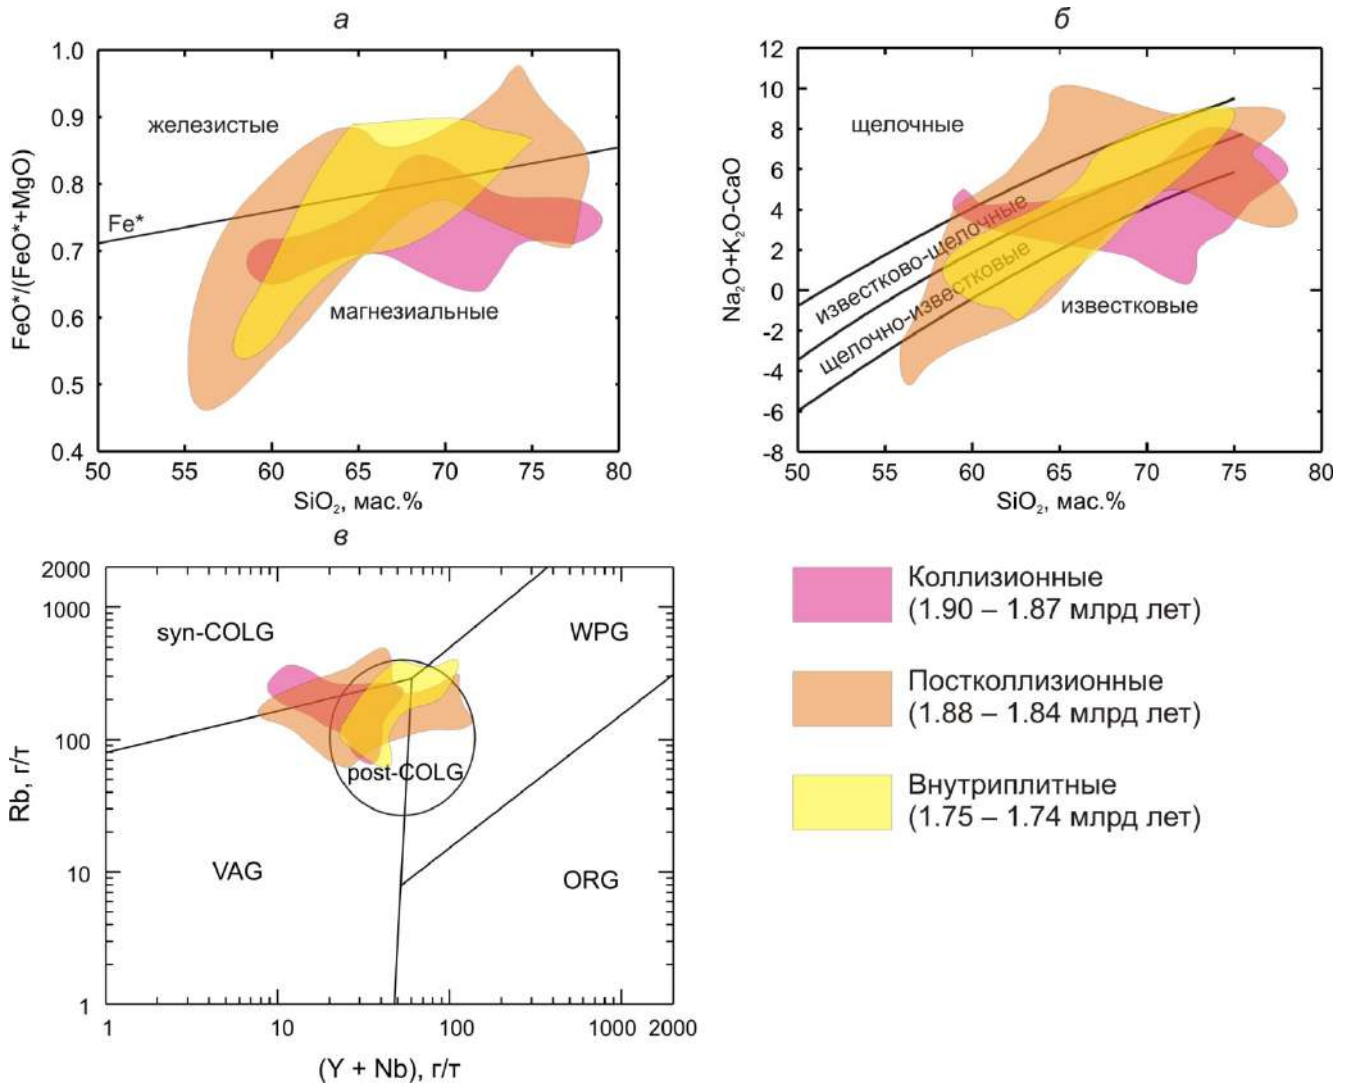 а
1.0
0.9
0.8
0.7
0.6
0.5
0.4
FeO*/(FeO*+MgO)
железистые
Fe*
магнезиальные
50 55 60 65 70 75 80
SiO₂, мас.%
б
12
10
8
6
4
2
0
-2
-4
-6
-8
Na₂O+K₂O-CaO
щелочные
известково-щелочные
щелочно-известковые
известковые
50 55 60 65 70 75 80
SiO₂, мас.%
в
2000
1000
100
10
1
Rb, г/т
syn-COLG
WPG
post-COLG
VAG
ORG
1 10 100 1000 2000
(Y + Nb), г/т
Коллизионные
(1.90 – 1.87 млрд лет)
Постколлизионные
(1.88 – 1.84 млрд лет)
Внутриплитные
(1.75 – 1.74 млрд лет)